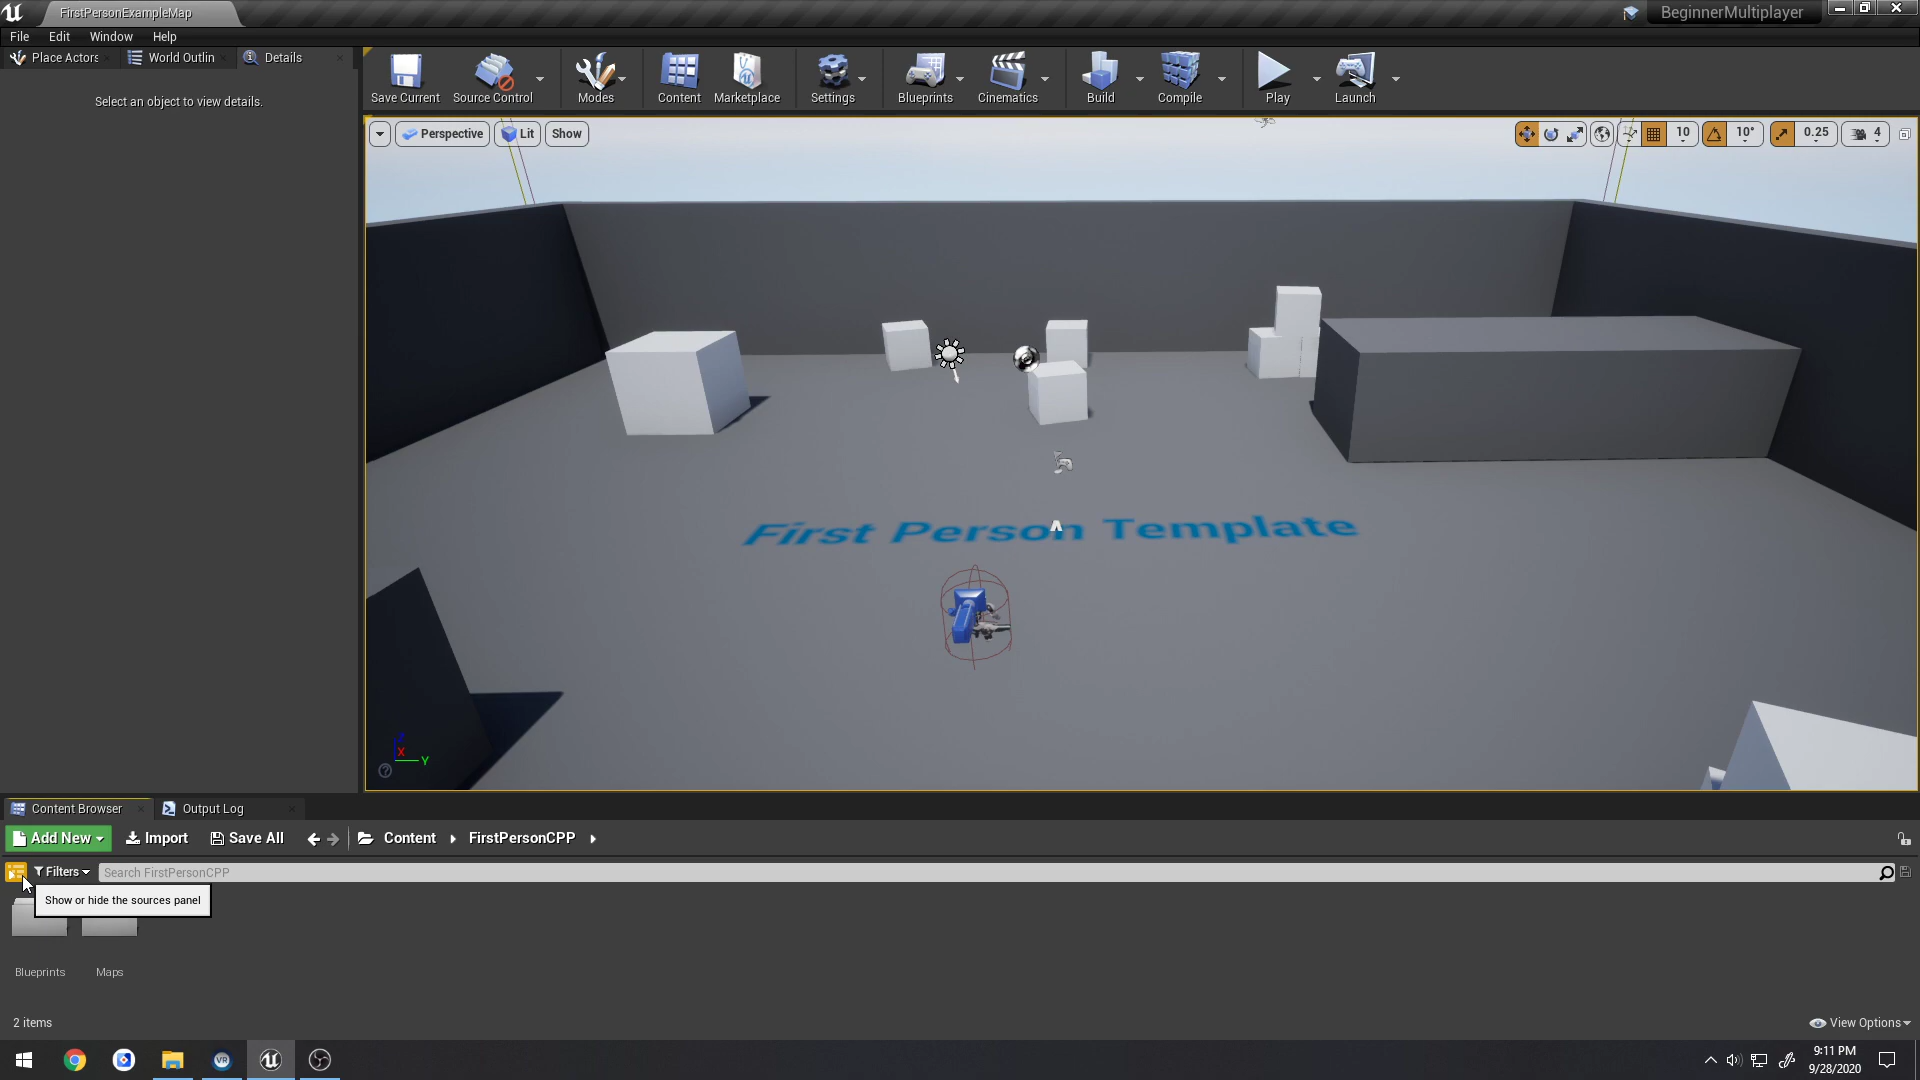 FirstPersonExampleMap
BeginnerMultiplayer
File Edit Window Help
Place Actors World Outlin Details
Select an object to view details.
Save Current Source Control Modes Content Marketplace Settings Blueprints Cinematics Build Compile Play Launch
Perspective Lit Show
10 10° 0.25 4
First Person Template
Z
X
Y
Content Browser Output Log
Add New Import Save All Content FirstPersonCPP
Filters Search FirstPersonCPP
Show or hide the sources panel
Blueprints Maps
2 items
View Options
VR
9:11 PM
9/28/2020